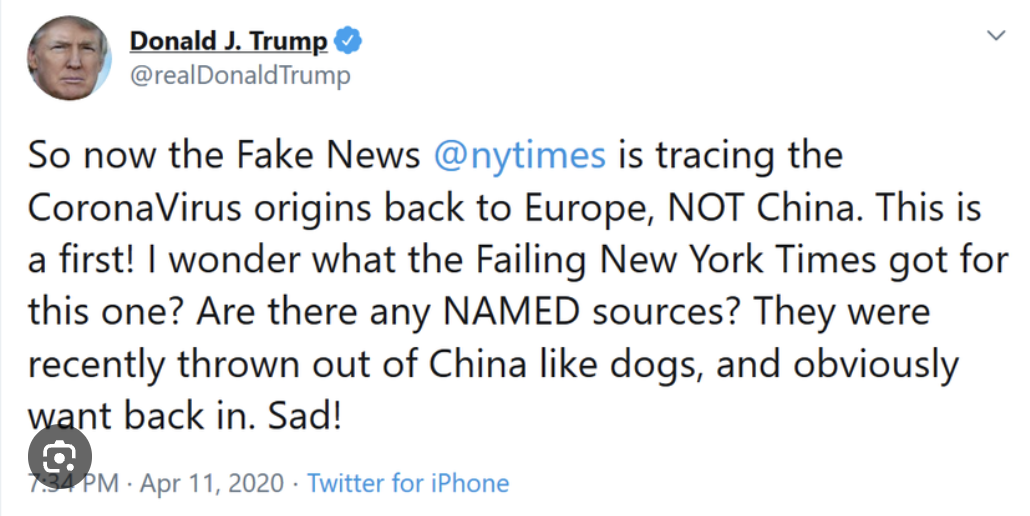 Donald J. Trump
@realDonaldTrump
So now the Fake News @nytimes is tracing the
CoronaVirus origins back to Europe, NOT China. This is
a first! I wonder what the Failing New York Times got for
this one? Are there any NAMED sources? They were
recently thrown out of China like dogs, and obviously
want back in. Sad!
7:34 PM · Apr 11, 2020 · Twitter for iPhone